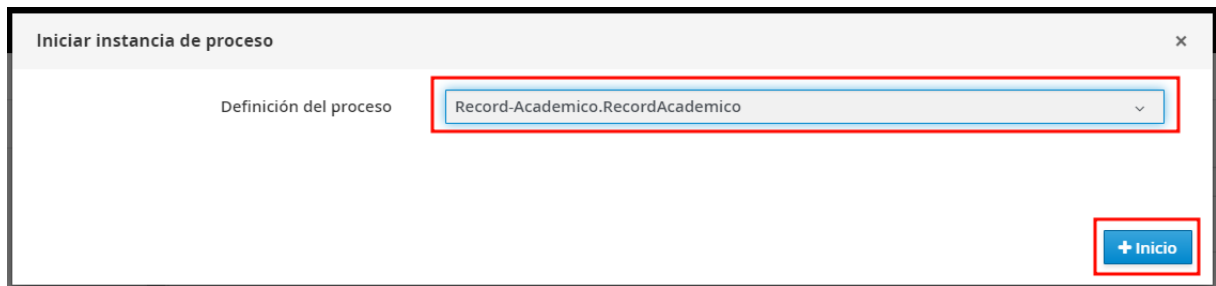 Iniciar instancia de proceso
Definición del proceso
Record-Academico.RecordAcademico
Inicio